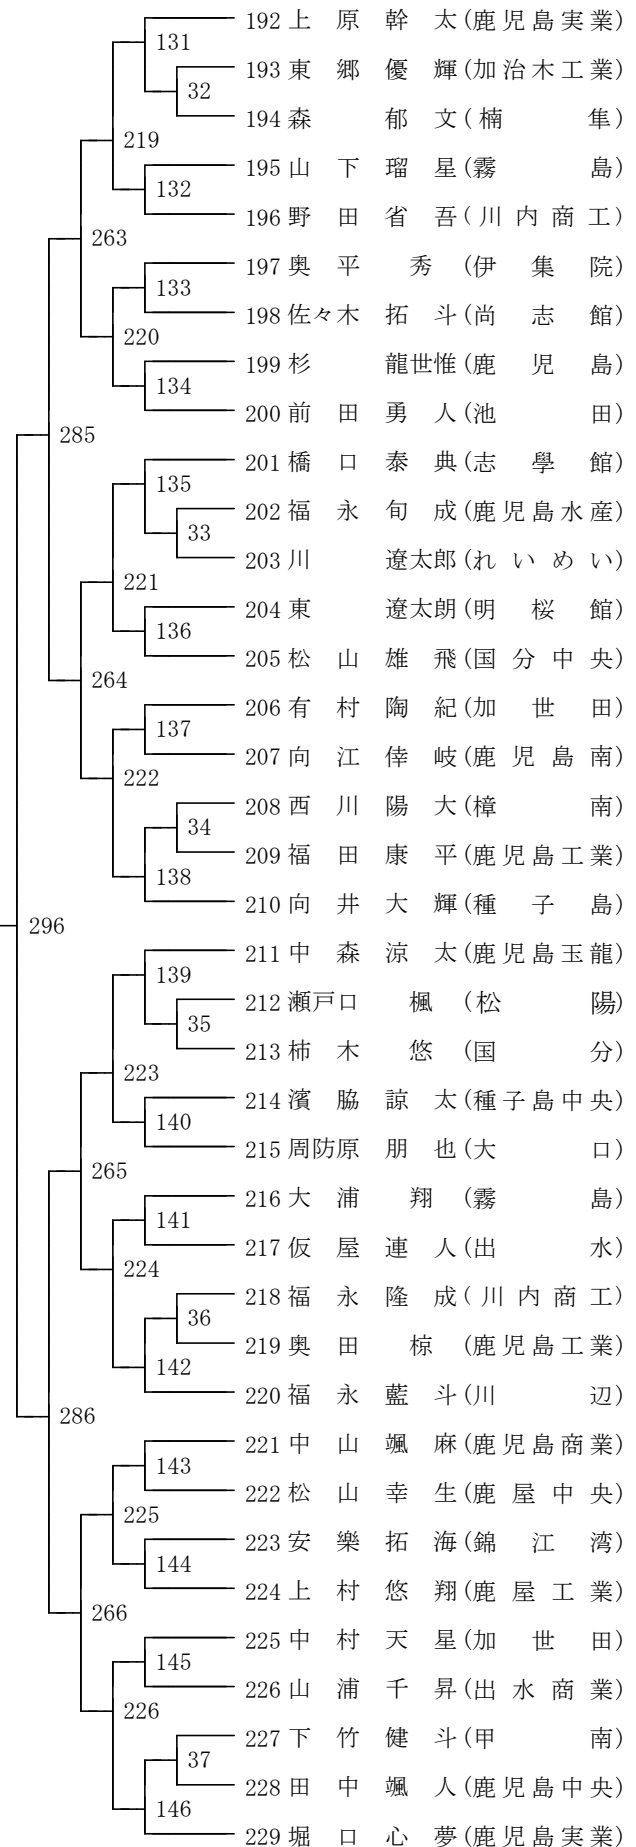 192 上原幹太 (鹿児島実業)
131
193 東郷優輝 (加治木工業)
32
194 森郁文 (楠隼)
219
195 山下瑠星 (霧島)
132
196 野田省吾 (川内商工)
263
197 奥平秀 (伊集院)
133
198 佐々木拓斗 (尚志館)
220
199 杉龍世惟 (鹿児島)
134
200 前田勇人 (池田)
285
201 橋口泰典 (志學館)
135
202 福永旬成 (鹿児島水産)
33
203 川遼太郎 (れいめい)
221
204 東遼太朗 (明桜館)
136
205 松山雄飛 (国分中央)
264
206 有村陶紀 (加世田)
137
207 向江倖岐 (鹿児島南)
222
208 西川陽大 (樟南)
34
209 福田康平 (鹿児島工業)
138
210 向井大輝 (種子島)
296
211 中森涼太 (鹿児島玉龍)
139
212 瀬戸口楓 (松陽)
35
213 柿木悠 (国分)
223
214 濱脇諒太 (種子島中央)
140
215 周防原朋也 (大口)
265
216 大浦翔 (霧島)
141
217 仮屋連人 (出水)
224
218 福永隆成 (川内商工)
36
219 奥田椋 (鹿児島工業)
142
220 福永藍斗 (川辺)
286
221 中山颯麻 (鹿児島商業)
143
222 松山幸生 (鹿屋中央)
225
223 安樂拓海 (錦江湾)
144
224 上村悠翔 (鹿屋工業)
266
225 中村天星 (加世田)
145
226 山浦千昇 (出水商業)
226
227 下竹健斗 (甲南)
37
228 田中颯人 (鹿児島中央)
146
229 堀口心夢 (鹿児島実業)